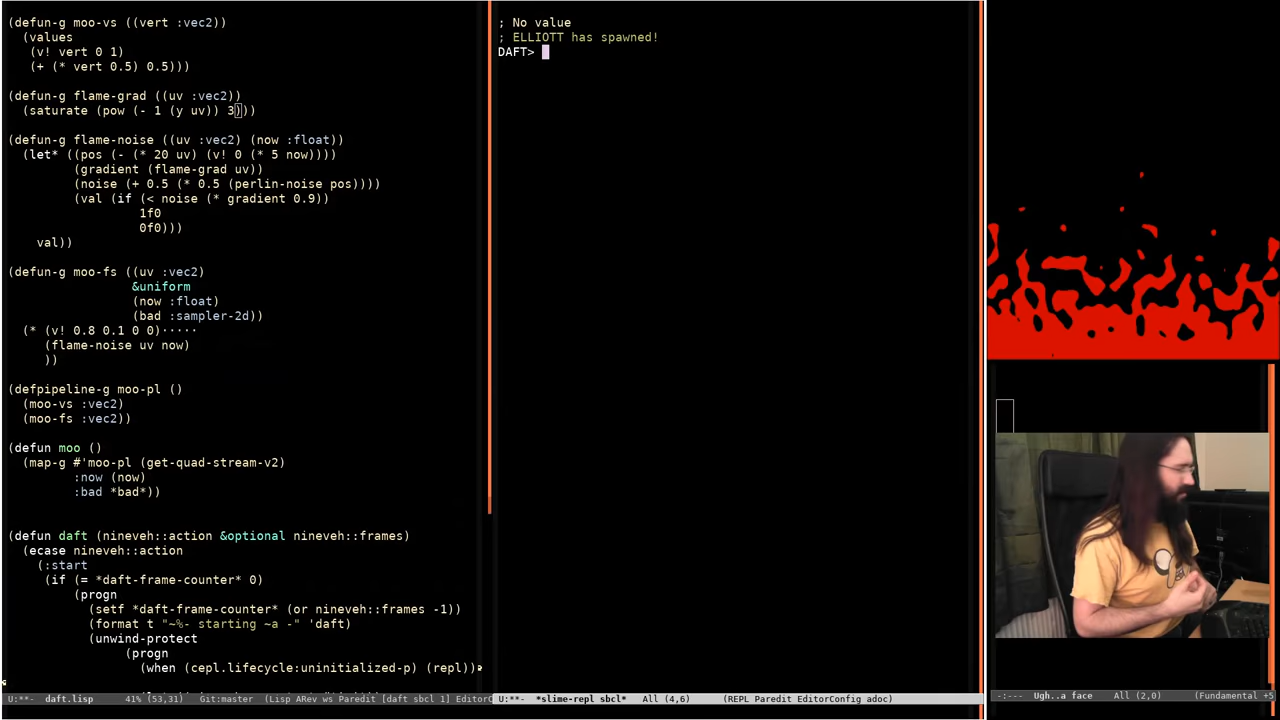 (defun-g moo-vs ((vert :vec2))
  (values
   (v! vert 0 1)
   (+ (* vert 0.5) 0.5)))
(defun-g flame-grad ((uv :vec2))
  (saturate (pow (- 1 (y uv)) 3)))
(defun-g flame-noise ((uv :vec2) (now :float))
  (let* ((pos (- (* 20 uv) (v! 0 (* 5 now))))
         (gradient (flame-grad uv))
         (noise (+ 0.5 (* 0.5 (perlin-noise pos))))
         (val (if (< noise (* gradient 0.9))
                  1f0
                  0f0)))
    val))
(defun-g moo-fs ((uv :vec2)
                 &uniform
                 (now :float)
                 (bad :sampler-2d))
  (* (v! 0.8 0.1 0 0)·····
     (flame-noise uv now)
     ))
(defpipeline-g moo-pl ()
  (moo-vs :vec2)
  (moo-fs :vec2))
(defun moo ()
  (map-g #'moo-pl (get-quad-stream-v2)
         :now (now)
         :bad *bad*))
(defun daft (nineveh::action &optional nineveh::frames)
  (ecase nineveh::action
    (:start
     (if (= *daft-frame-counter* 0)
         (progn
           (setf *daft-frame-counter* (or nineveh::frames -1))
           (format t "~%- starting ~a -" 'daft)
           (unwind-protect
                (progn
                  (when (cepl.lifecycle:uninitialized-p) (repl))
U:**- daft.lisp 41% (53,31) Git:master (Lisp ARev ws Paredit [daft sbcl 1] EditorC
; No value
; ELLIOTT has spawned!
DAFT>
U:**- *slime-repl sbcl* All (4,6) (REPL Paredit EditorConfig adoc)
-:--- Ugh..a face All (2,0) (Fundamental +5